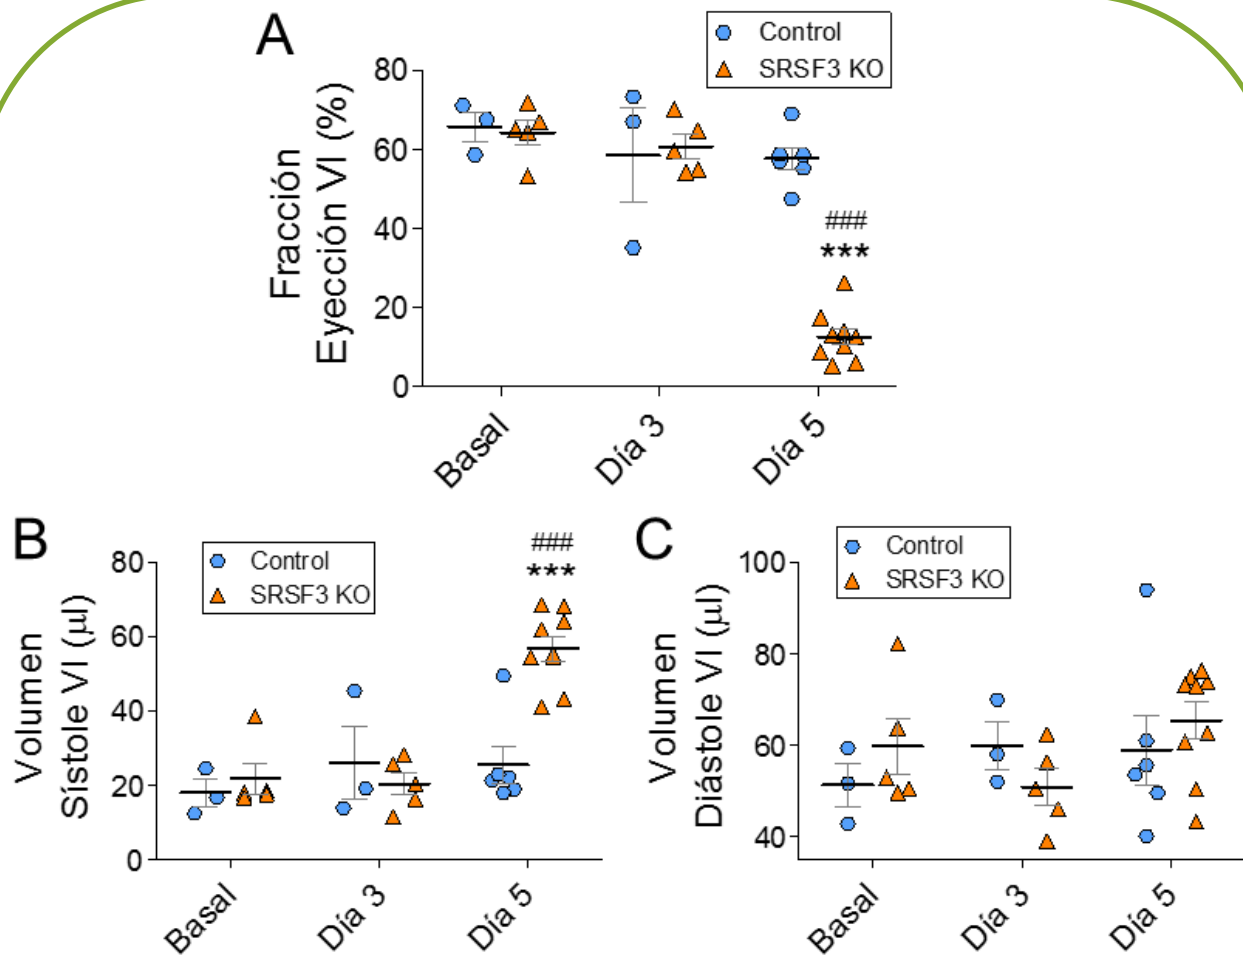 A
Control
SRSF3 KO
Fracción
Eyección VI (%)
80
60
40
20
0
###
***
Basal
Día 3
Día 5
B
Control
SRSF3 KO
Volumen
Sístole VI (µl)
80
60
40
20
0
###
***
Basal
Día 3
Día 5
C
Control
SRSF3 KO
Volumen
Diástole VI (µl)
100
80
60
40
Basal
Día 3
Día 5